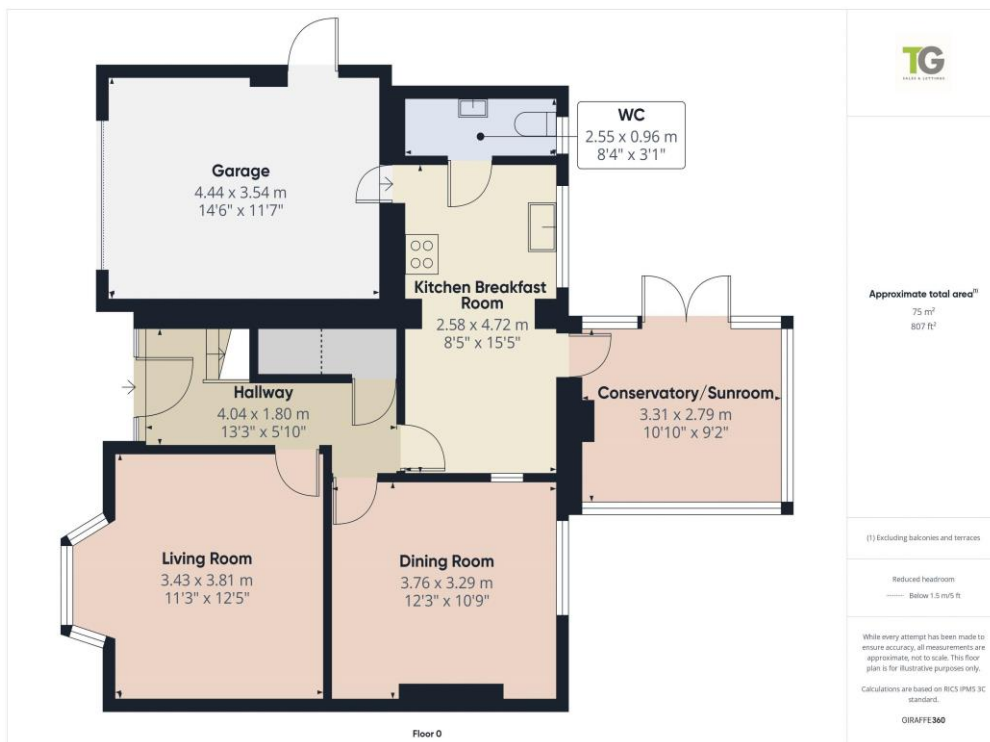 WC
2.55 x 0.96 m
8'4" x 3'1"
Garage
4.44 x 3.54 m
14'6" x 11'7"
Kitchen Breakfast
Room
2.58 x 4.72 m
8'5" x 15'5"
Hallway
4.04 x 1.80 m
13'3" x 5'10"
Conservatory/Sunroom
3.31 x 2.79 m
10'10" x 9'2"
Living Room
3.43 x 3.81 m
11'3" x 12'5"
Dining Room
3.76 x 3.29 m
12'3" x 10'9"
Floor 0
TG
SALES & LETTINGS
Approximate total area(1)
75 m²
807 ft²
(1) Excluding balconies and terraces
Reduced headroom
Below 1.5 m/5 ft
While every attempt has been made to
ensure accuracy, all measurements are
approximate, not to scale. This floor
plan is for illustrative purposes only.
Calculations are based on RICS IPMS 3C
standard.
GIRAFFE360